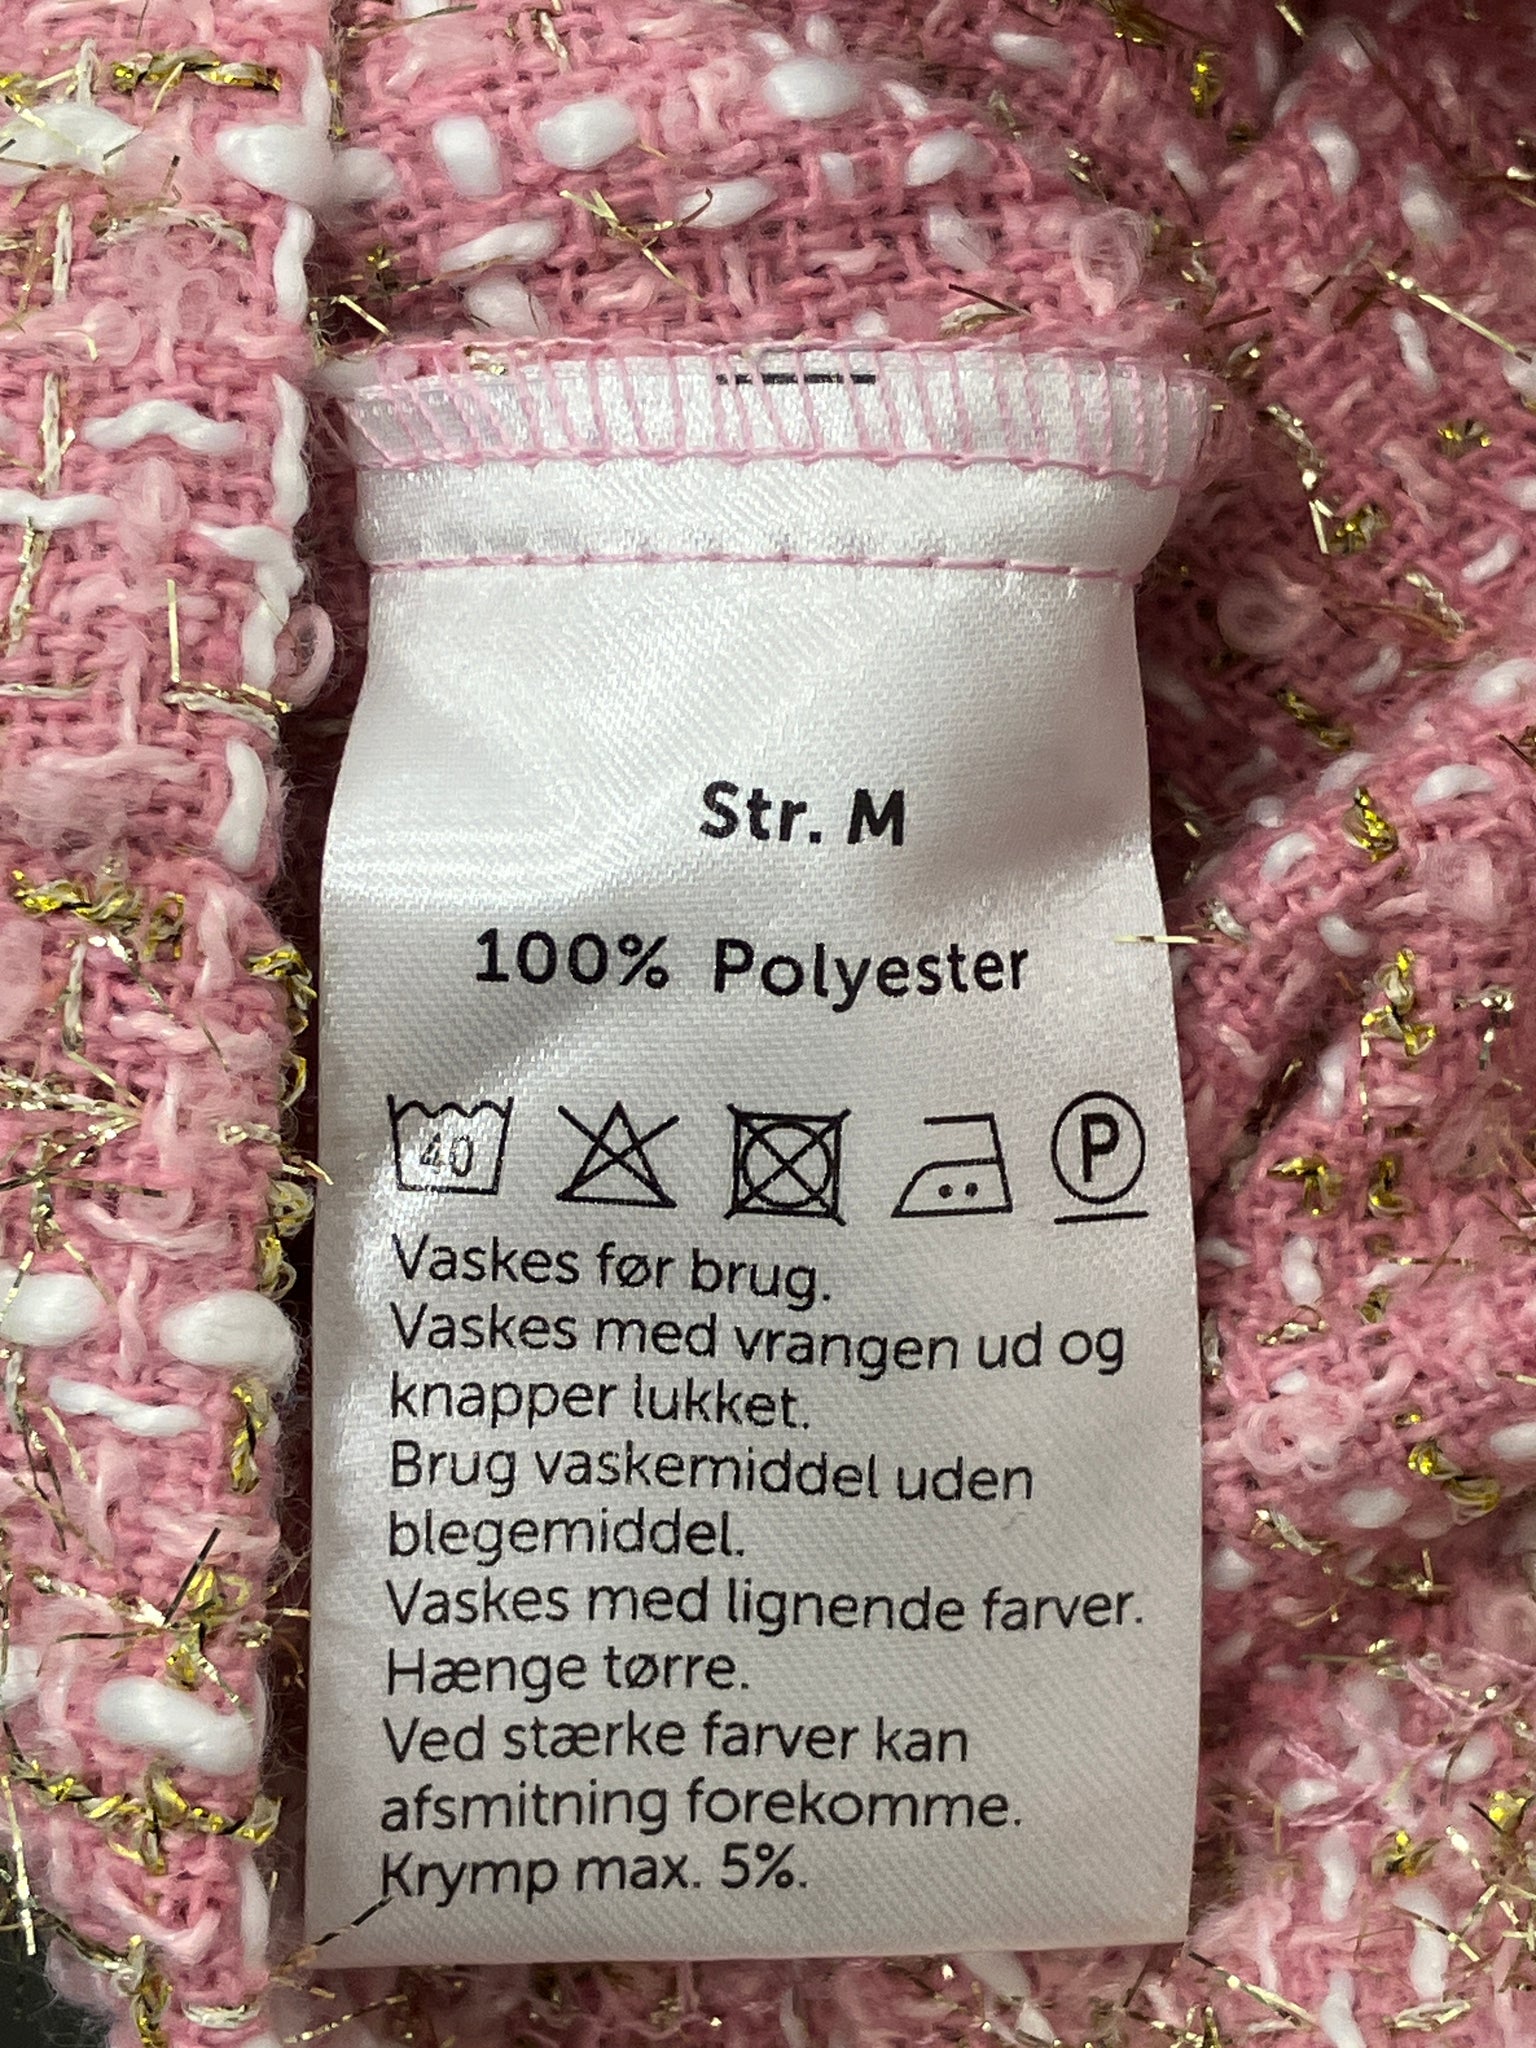 Str. M
100% Polyester
40
P
Vaskes før brug.
Vaskes med vrangen ud og
knapper lukket.
Brug vaskemiddel uden
blegemiddel.
Vaskes med lignende farver.
Hænge tørre.
Ved stærke farver kan
afsmitning forekomme.
Krymp max. 5%.